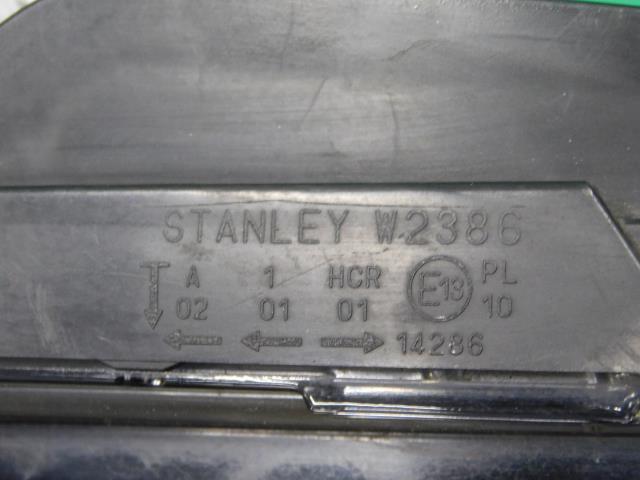 STANLEY W2386
A 1 HCR E13 PL
02 01 01 10
14286